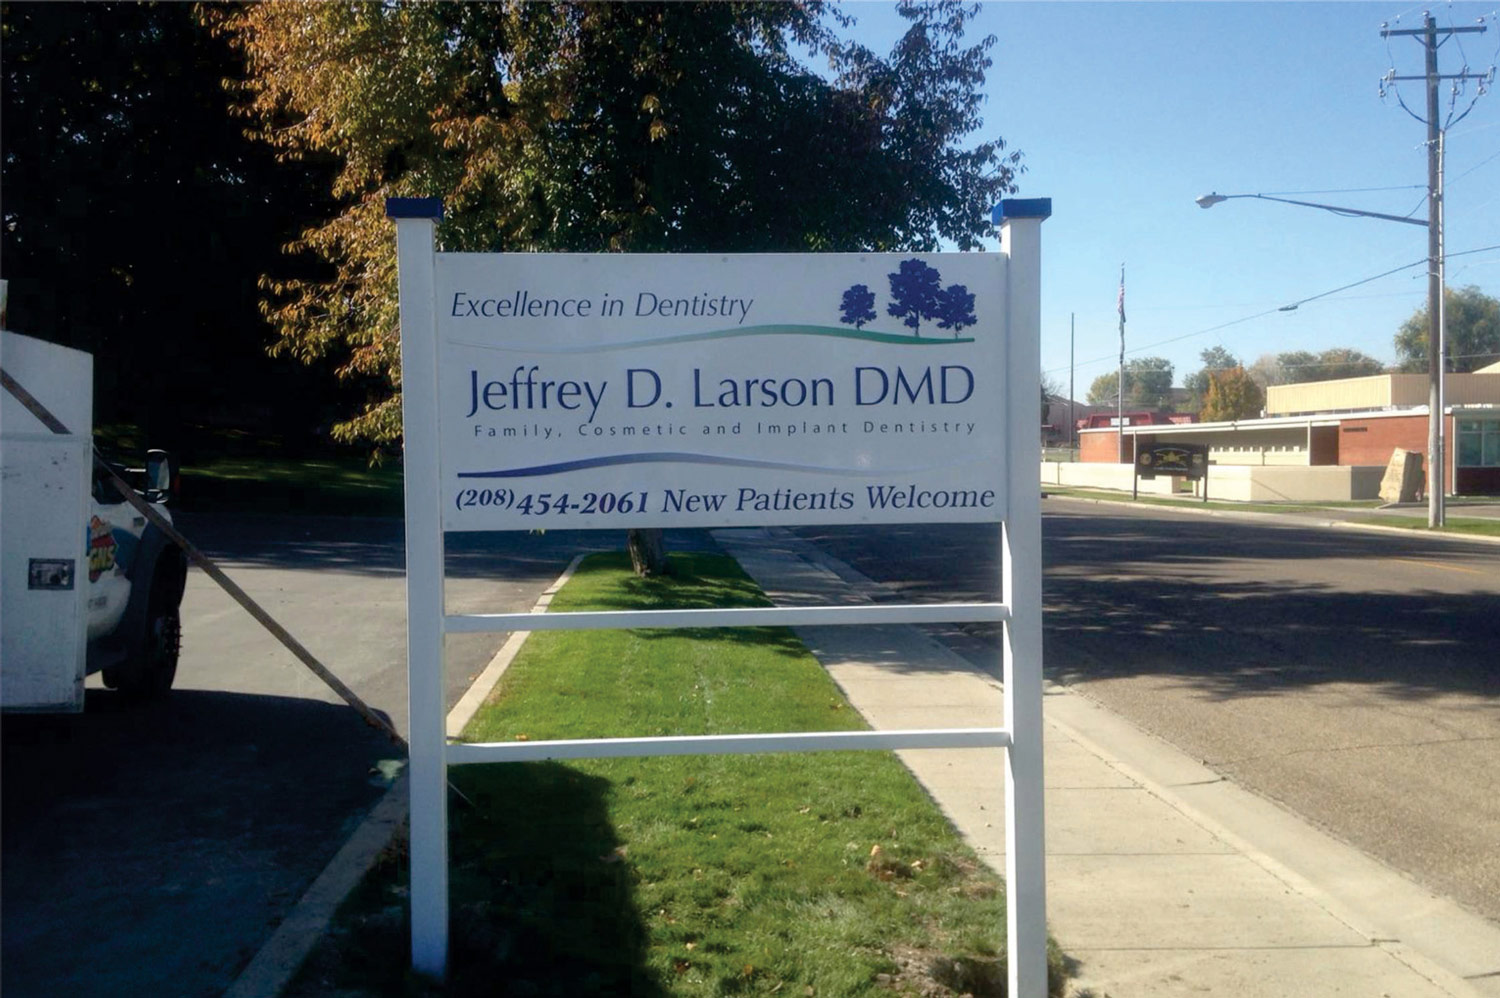 Excellence in Dentistry
Jeffrey D. Larson DMD
Family, Cosmetic and Implant Dentistry
(208)454-2061 New Patients Welcome